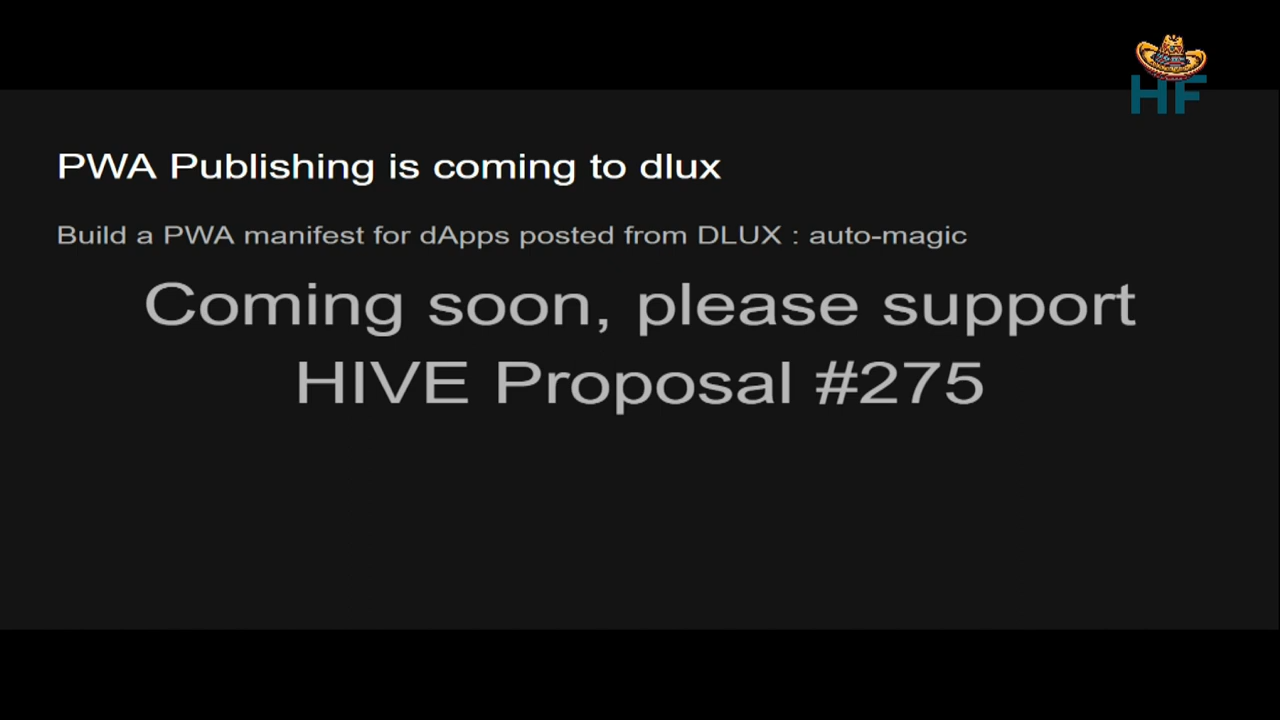 HF
PWA Publishing is coming to dlux
Build a PWA manifest for dApps posted from DLUX : auto-magic
Coming soon, please support
HIVE Proposal #275